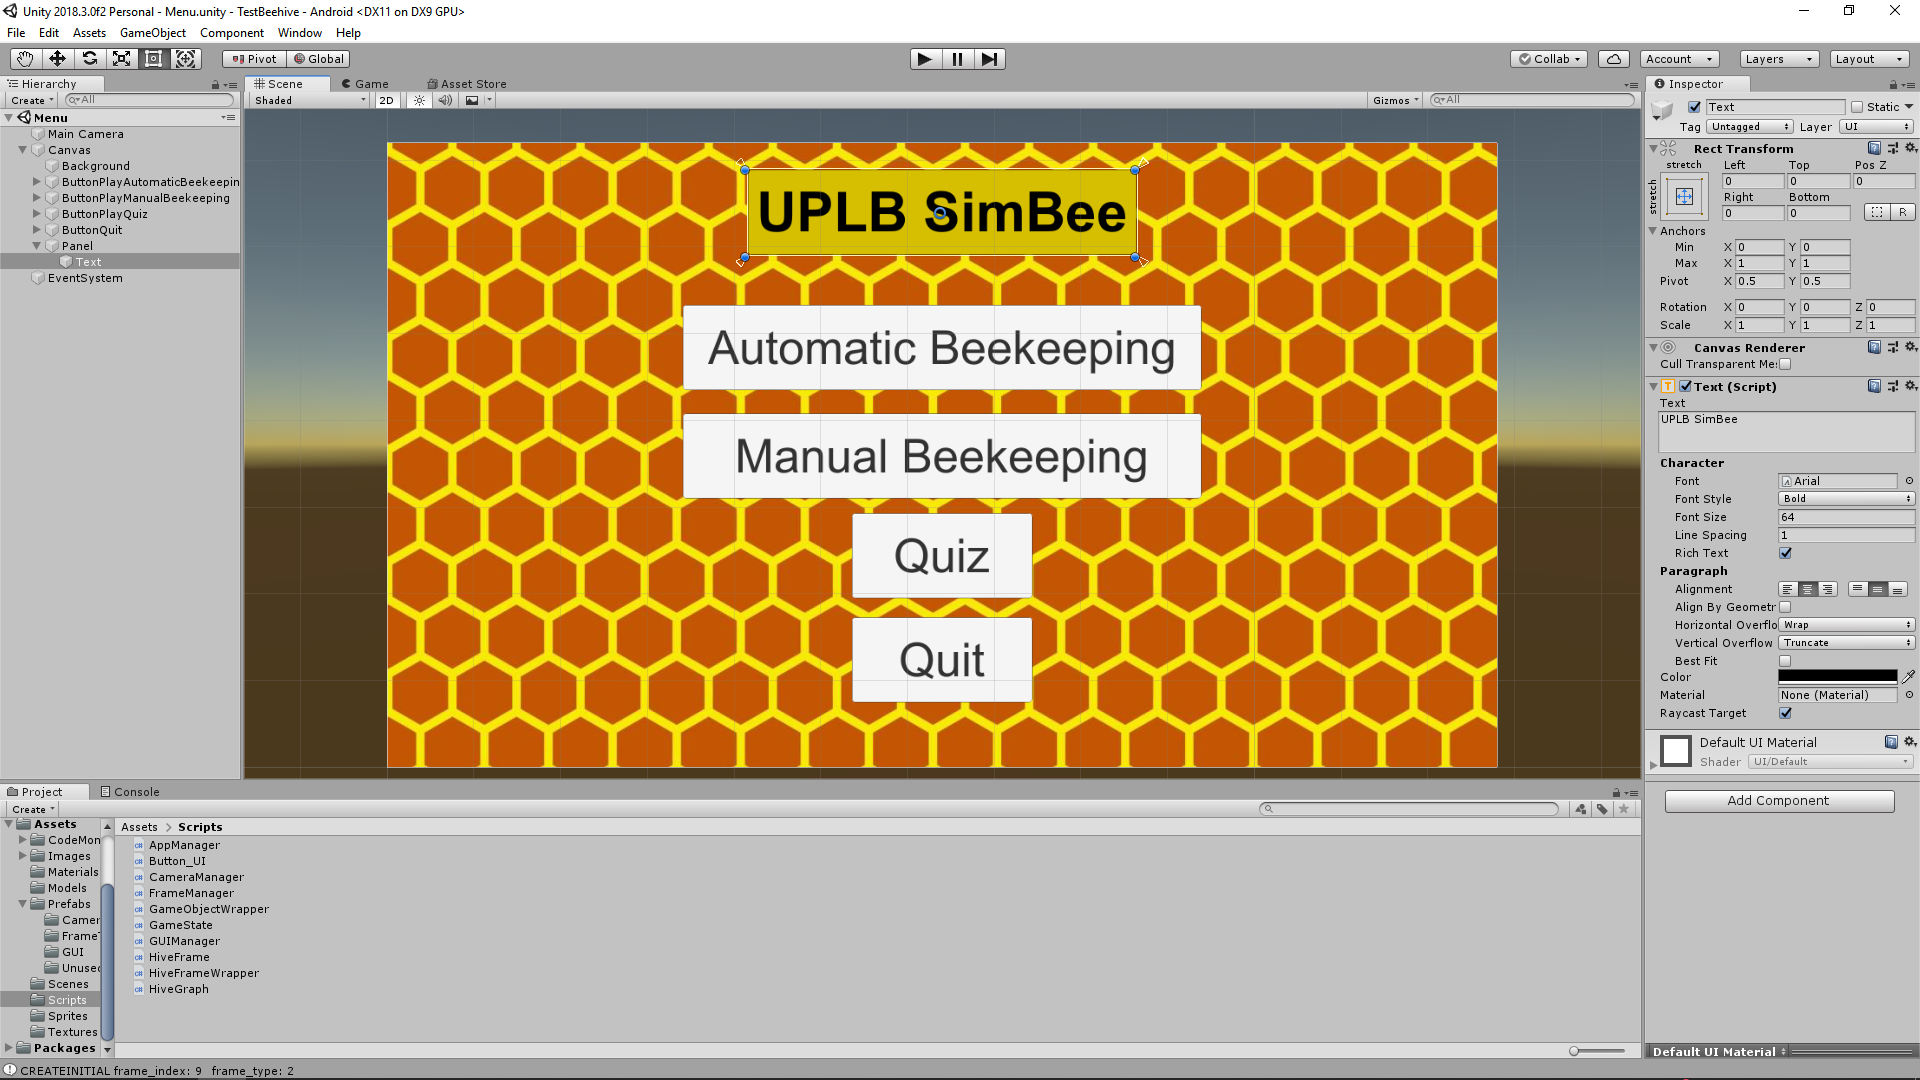 Unity 2018.3.0f2 Personal - Menu.unity - TestBeehive - Android <DX11 on DX9 GPU>
File Edit Assets GameObject Component Window Help
Pivot Global Collab Account Layers Layout
Hierarchy
Create All
Menu
Main Camera
Canvas
Background
ButtonPlayAutomaticBeekeepin
ButtonPlayManualBeekeeping
ButtonPlayQuiz
ButtonQuit
Panel
Text
EventSystem
Scene Game Asset Store
Shaded 2D Gizmos All
UPLB SimBee
Automatic Beekeeping
Manual Beekeeping
Quiz
Quit
Inspector
Text Static
Tag Untagged Layer UI
Rect Transform
stretch Left Top Pos Z
stretch 0 0 0
Right Bottom
0 0 R
Anchors
Min X 0 Y 0
Max X 1 Y 1
Pivot X 0.5 Y 0.5
Rotation X 0 Y 0 Z 0
Scale X 1 Y 1 Z 1
Canvas Renderer
Cull Transparent Me:
Text (Script)
Text
UPLB SimBee
Character
Font Arial
Font Style Bold
Font Size 64
Line Spacing 1
Rich Text
Paragraph
Alignment
Align By Geometr
Horizontal Overflo Wrap
Vertical Overflow Truncate
Best Fit
Color
Material None (Material)
Raycast Target
Default UI Material
Shader UI/Default
Add Component
Default UI Material
Project Console
Create
Assets
CodeMon
Images
Materials
Models
Prefabs
Camer
FrameT
GUI
Unused
Scenes
Scripts
Sprites
Textures
Packages
Assets > Scripts
AppManager
Button_UI
CameraManager
FrameManager
GameObjectWrapper
GameState
GUIManager
HiveFrame
HiveFrameWrapper
HiveGraph
CREATEINITIAL frame_index: 9 frame_type: 2